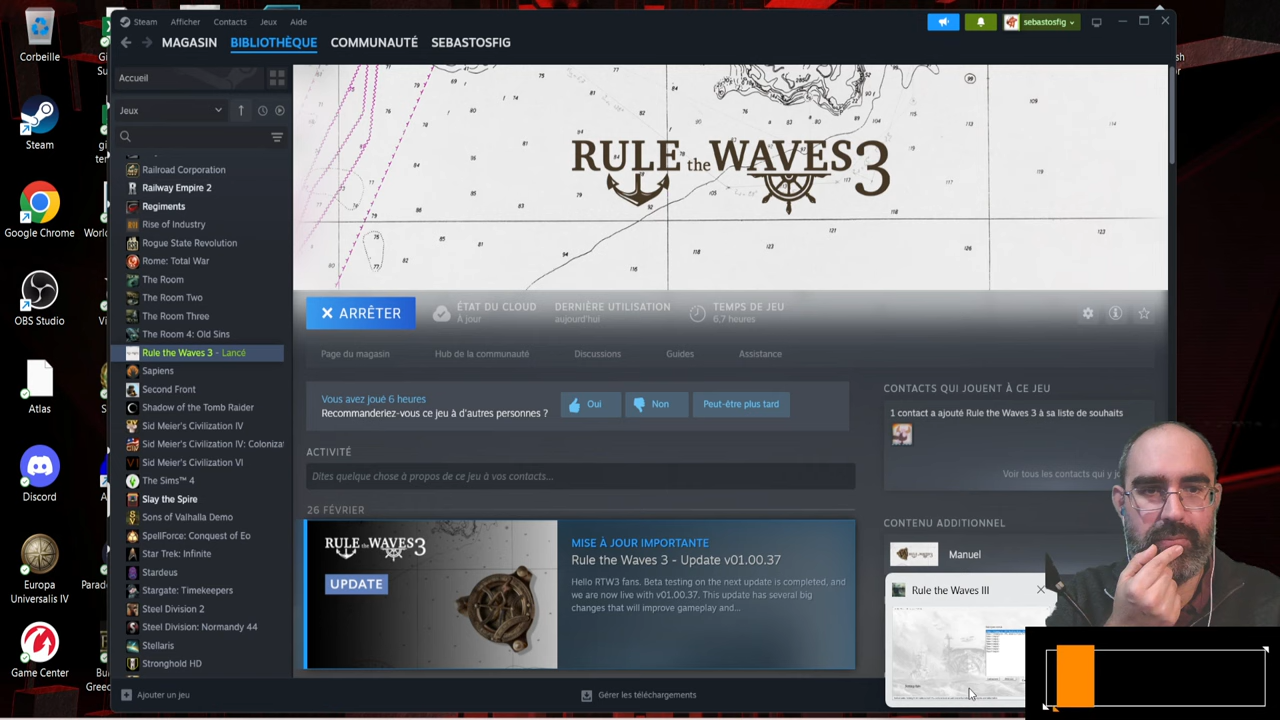 Corbeille
Steam
Google Chrome
OBS Studio
Atlas
Discord
Europa
Universalis IV
Game Center
Steam Afficher Contacts Jeux Aide
sebastosfig
MAGASIN BIBLIOTHÈQUE COMMUNAUTÉ SEBASTOSFIG
Accueil
Jeux
Railroad Corporation
Railway Empire 2
Regiments
Rise of Industry
Rogue State Revolution
Rome: Total War
The Room
The Room Two
The Room Three
The Room 4: Old Sins
Rule the Waves 3 - Lancé
Sapiens
Second Front
Shadow of the Tomb Raider
Sid Meier's Civilization IV
Sid Meier's Civilization IV: Colonizat
Sid Meier's Civilization VI
The Sims™ 4
Slay the Spire
Sons of Valhalla Demo
SpellForce: Conquest of Eo
Star Trek: Infinite
Stardeus
Stargate: Timekeepers
Steel Division 2
Steel Division: Normandy 44
Stellaris
Stronghold HD
Ajouter un jeu
RULE the WAVES 3
ARRÊTER
ÉTAT DU CLOUD
À jour
DERNIÈRE UTILISATION
aujourd'hui
TEMPS DE JEU
6,7 heures
Page du magasin Hub de la communauté Discussions Guides Assistance
Vous avez joué 6 heures
Recommanderiez-vous ce jeu à d'autres personnes ?
Oui Non Peut-être plus tard
ACTIVITÉ
Dites quelque chose à propos de ce jeu à vos contacts...
26 FÉVRIER
RULE the WAVES 3
UPDATE
MISE À JOUR IMPORTANTE
Rule the Waves 3 - Update v01.00.37
Hello RTW3 fans. Beta testing on the next update is completed, and
we are now live with v01.00.37. This update has several big
changes that will improve gameplay and...
Gérer les téléchargements
CONTACTS QUI JOUENT À CE JEU
1 contact a ajouté Rule the Waves 3 à sa liste de souhaits
Voir tous les contacts qui y jo
CONTENU ADDITIONNEL
Manuel
Rule the Waves III